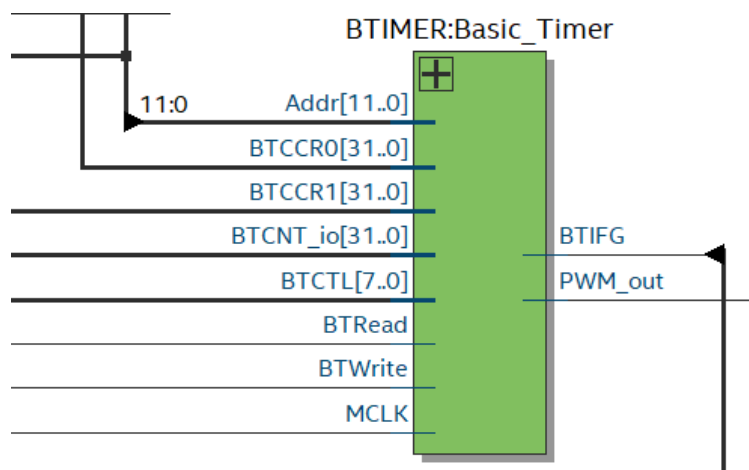 BTIMER:Basic_Timer
11:0
Addr[11..0]
BTCCR0[31..0]
BTCCR1[31..0]
BTCNT_io[31..0]
BTIFG
BTCTL[7..0]
PWM_out
BTRead
BTWrite
MCLK